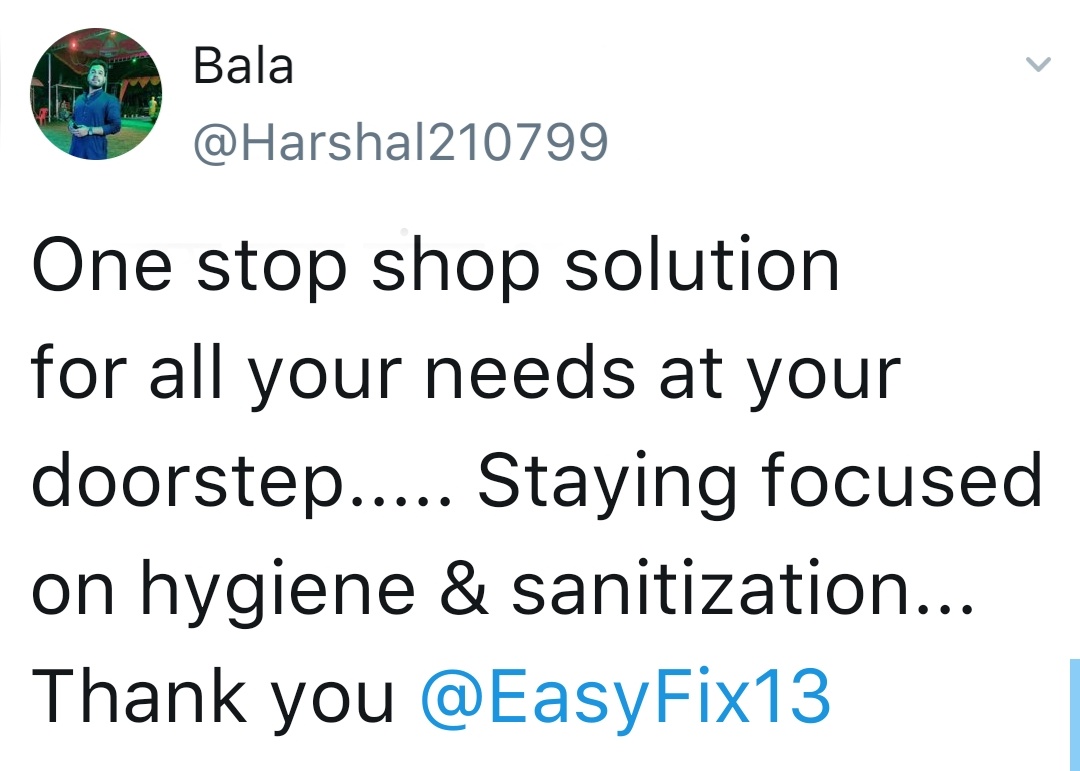 Bala
@Harshal210799
One stop shop solution
for all your needs at your
doorstep..... Staying focused
on hygiene & sanitization...
Thank you @EasyFix13